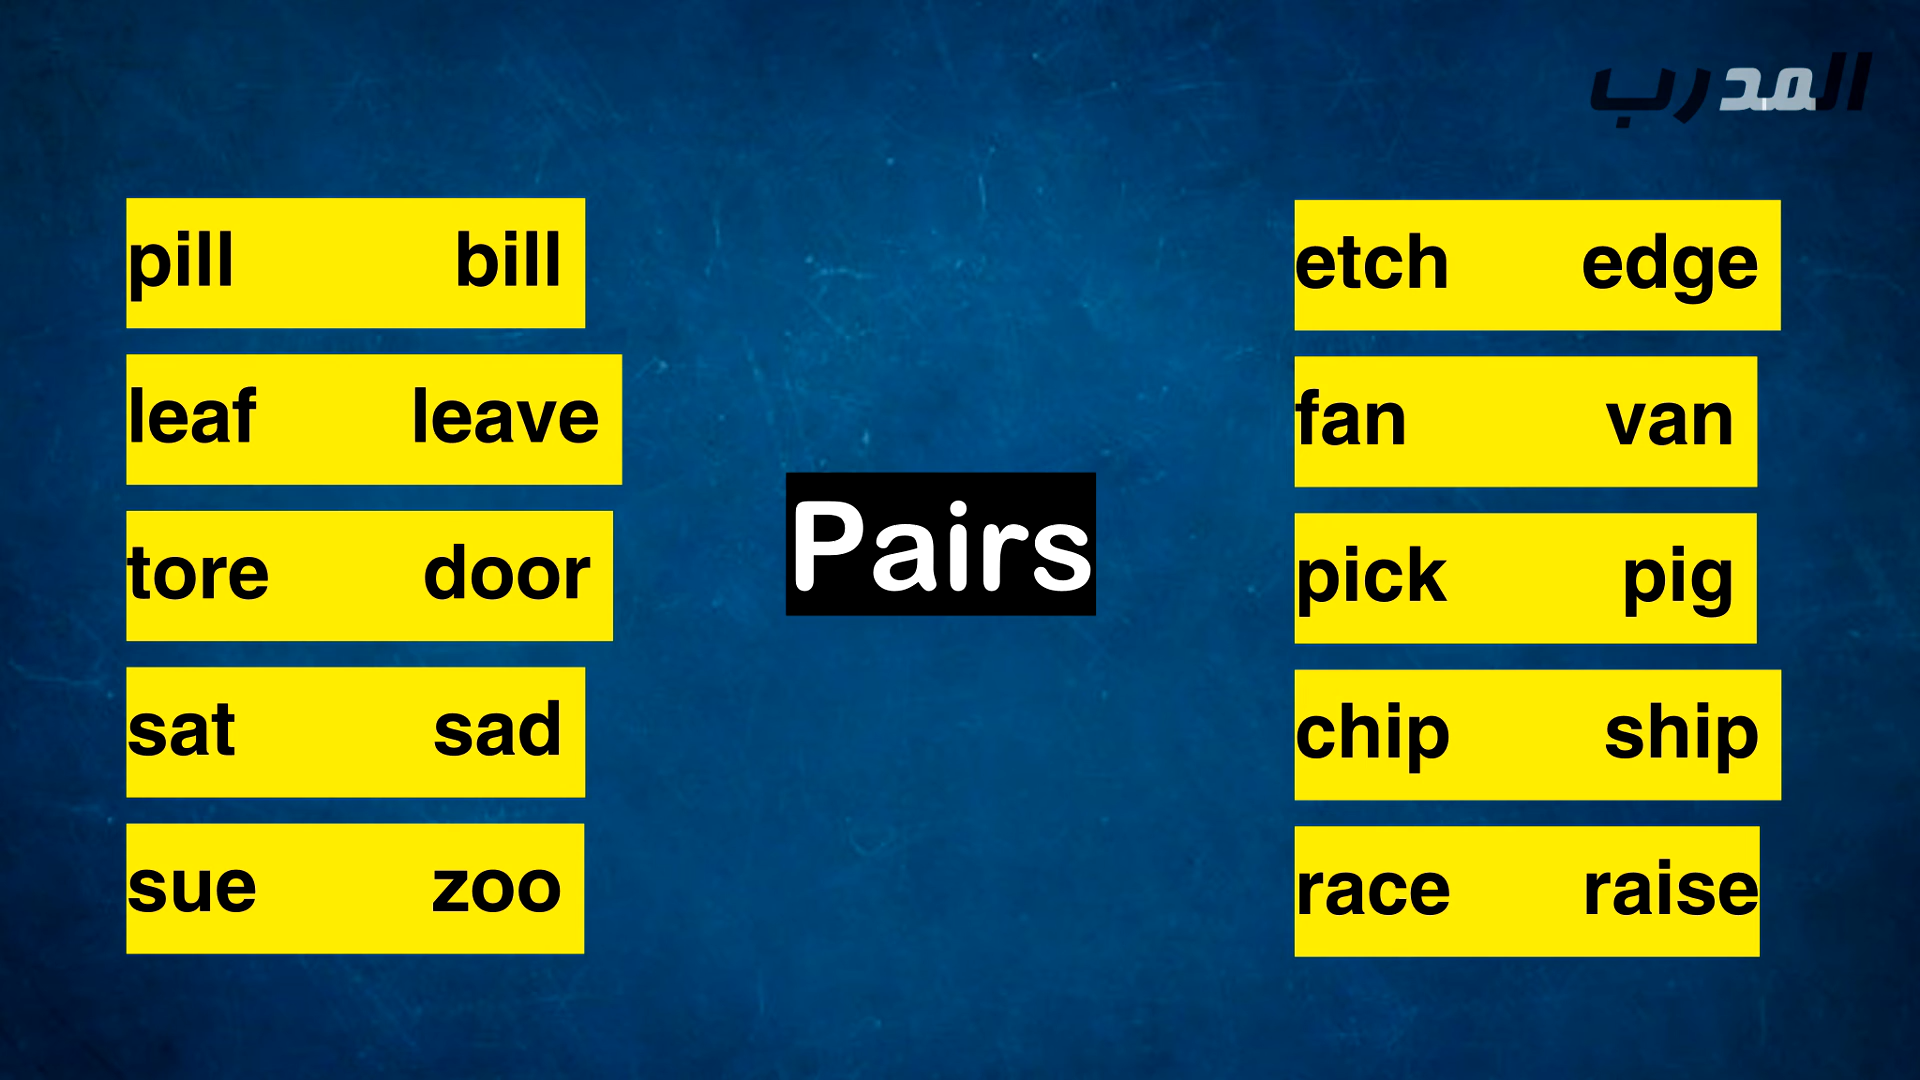 المدرب
pill bill
leaf leave
tore door
sat sad
sue zoo
Pairs
etch edge
fan van
pick pig
chip ship
race raise